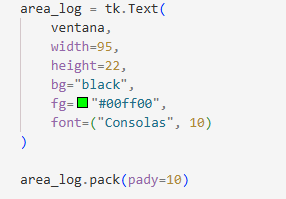 area_log = tk.Text(
    ventana,
    width=95,
    height=22,
    bg="black",
    fg="#00ff00",
    font=("Consolas", 10)
)
area_log.pack(pady=10)